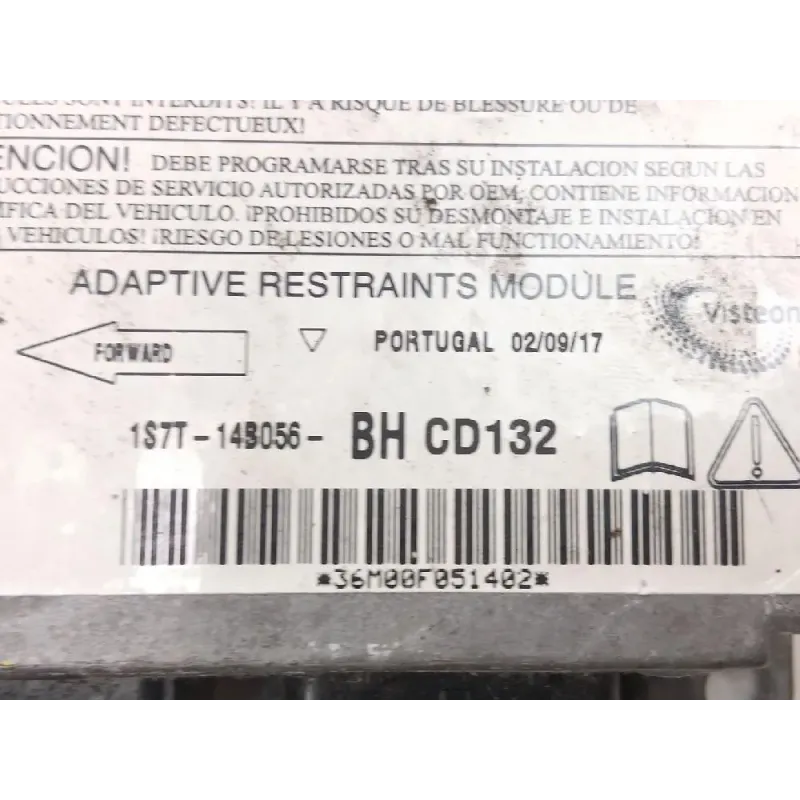 SONT INTERDITS! IL Y A RISQUE DE BLESSURE OU DE
TIONNEMENT DEFECTUEUX!
ENCION! DEBE PROGRAMARSE TRAS SU INSTALACION SEGUN LAS
UCCIONES DE SERVICIO AUTORIZADAS POR OEM. CONTIENE INFORMACION
IFICA DEL VEHICULO. ¡PROHIBIDOS SU DESMONTAJE E INSTALACION EN
VEHICULOS! ¡RIESGO DE LESIONES O MAL FUNCIONAMIENTO!
ADAPTIVE RESTRAINTS MODULE
Visteon
FORWARD
PORTUGAL 02/09/17
1S7T-14B056- BH CD132
*36M00F051402*